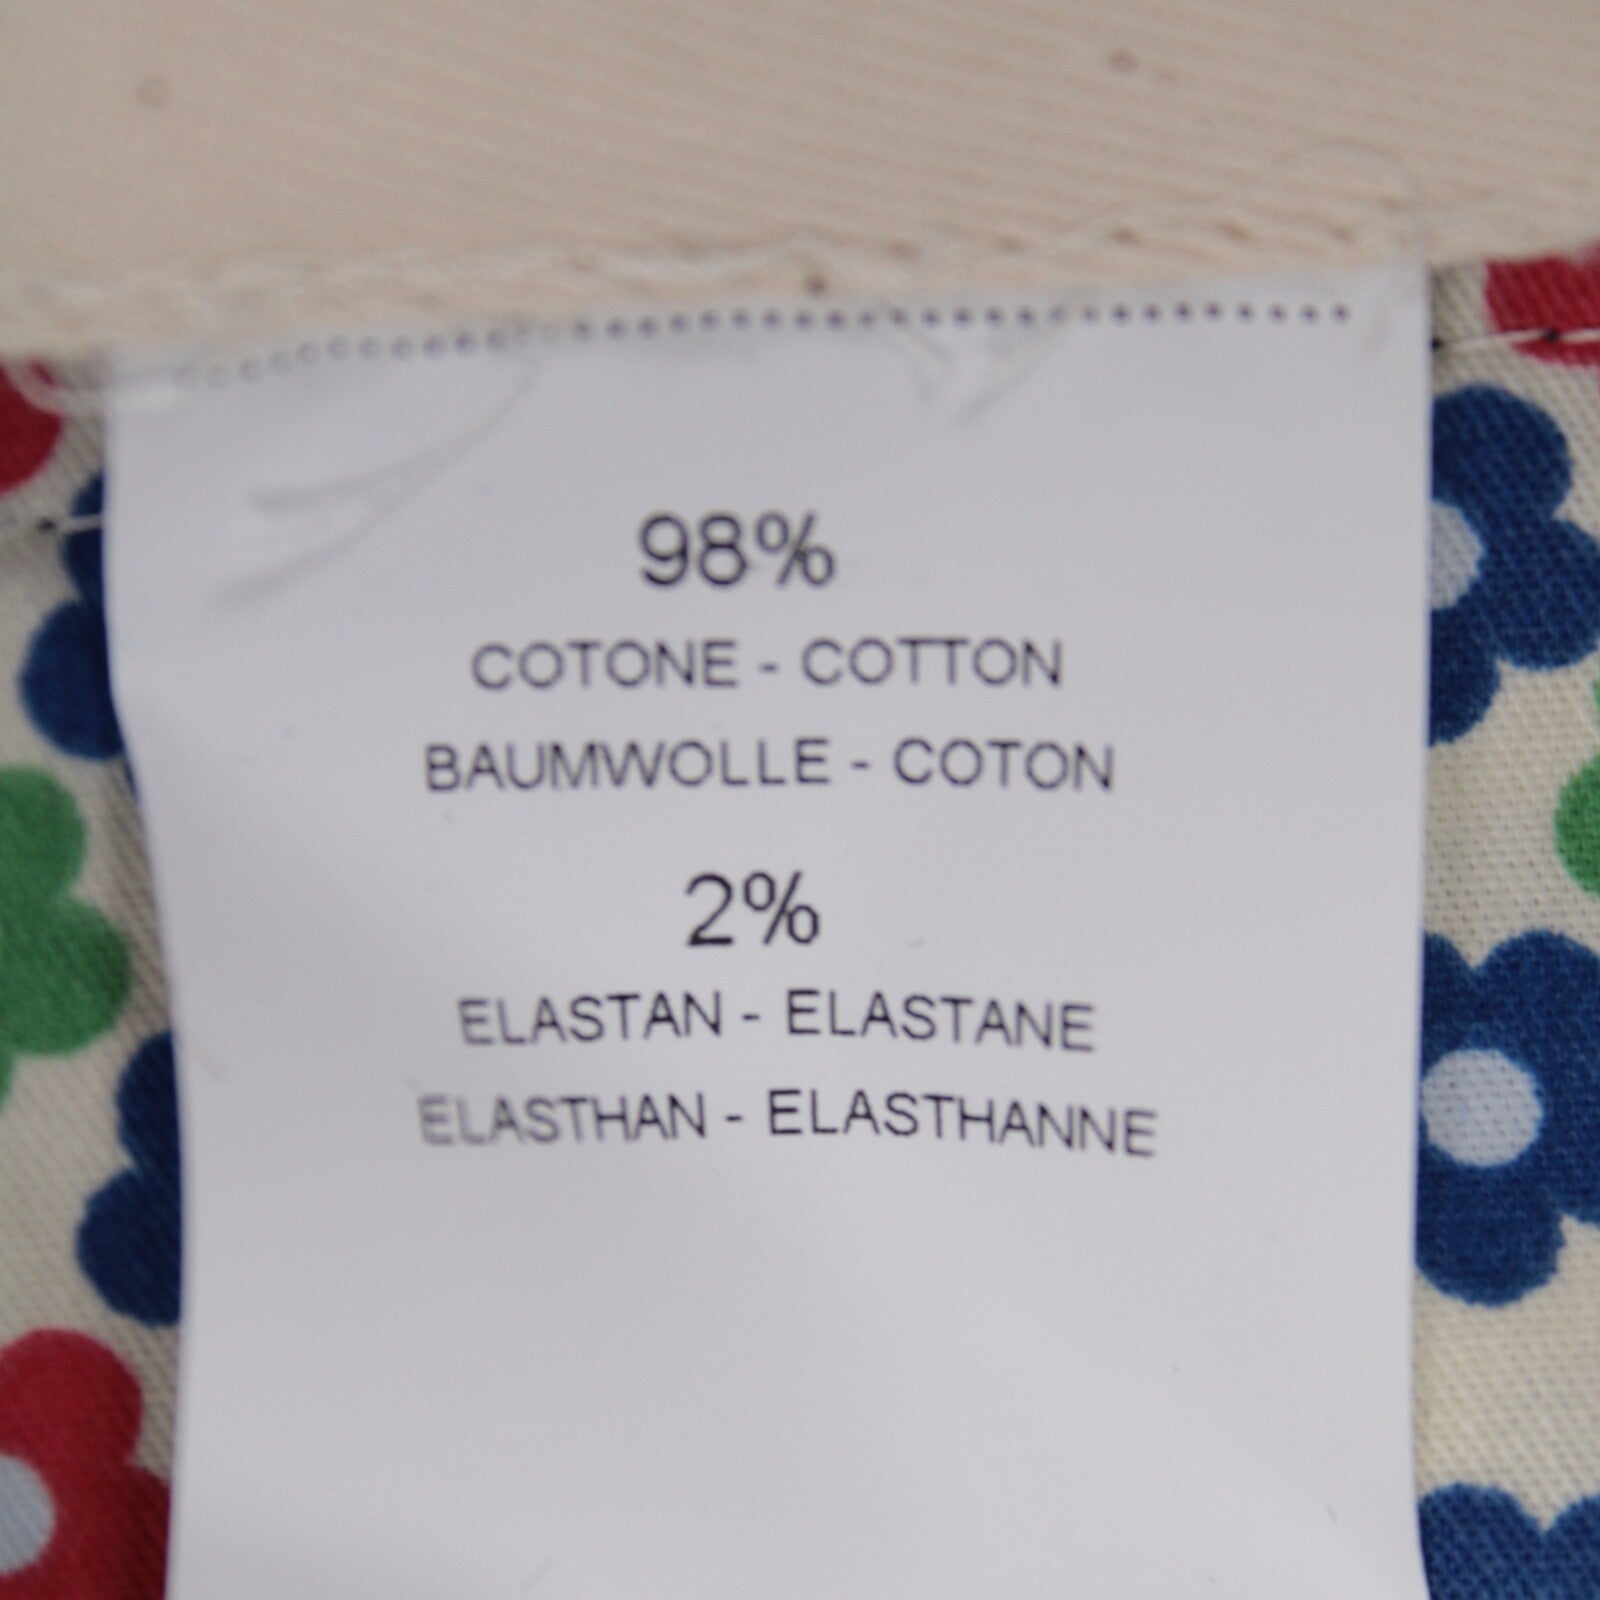 98%
COTONE - COTTON
BAUMWOLLE - COTON
2%
ELASTAN - ELASTANE
ELASTHAN - ELASTHANNE